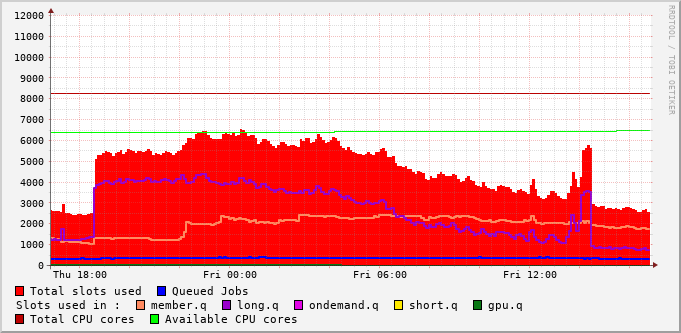 RRDTOOL / TOBI OETIKER
12000
11000
10000
9000
8000
7000
6000
5000
4000
3000
2000
1000
0
Thu 18:00 Fri 00:00 Fri 06:00 Fri 12:00
Total slots used Queued Jobs
Slots used in : member.q long.q ondemand.q short.q gpu.q
Total CPU cores Available CPU cores